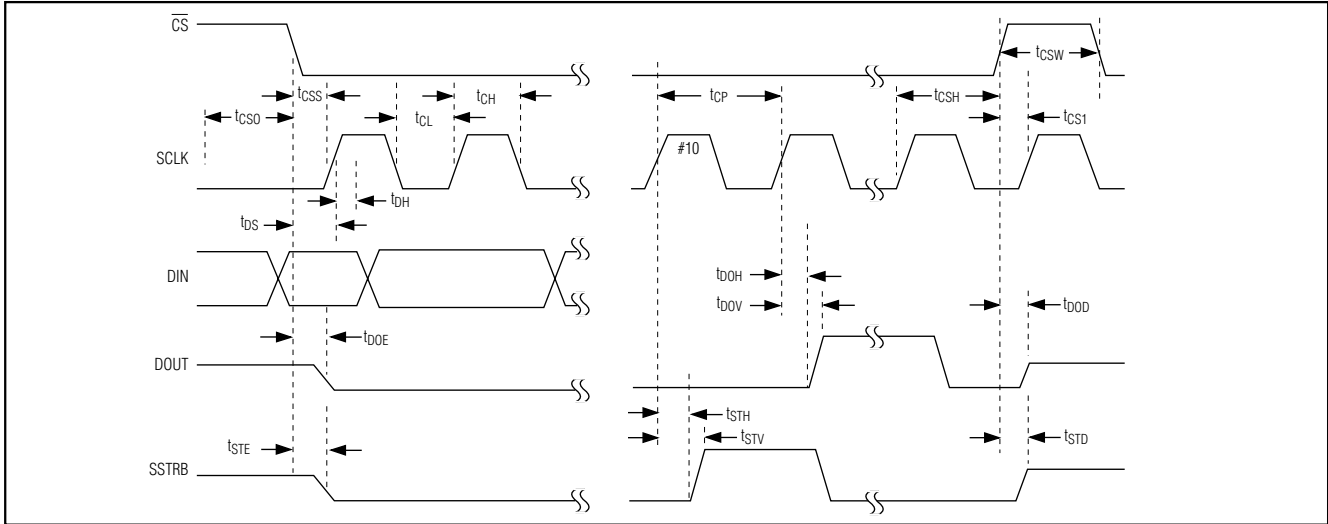 CS
tCSW
tCSS
tCH
tCP
tCSH
tCSO
tCL
tCS1
SCLK
#10
tDH
tDS
DIN
tDOH
tDOV
tDOD
tDOE
DOUT
tSTH
tSTE
tSTV
tSTD
SSTRB